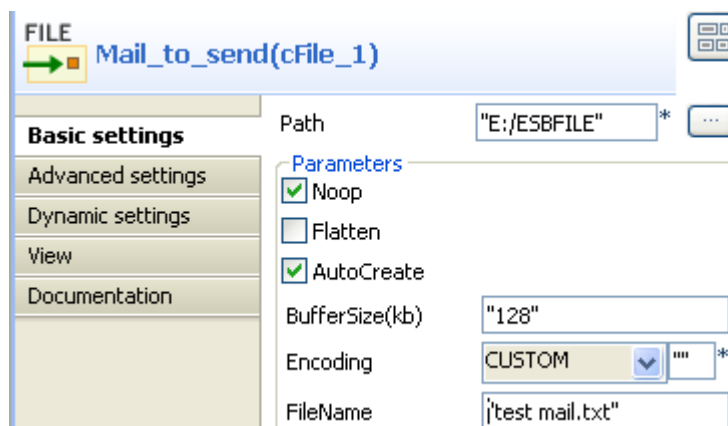 FILE
Mail_to_send(cFile_1)
Basic settings
Advanced settings
Dynamic settings
View
Documentation
Path "E:/ESBFILE" * ...
Parameters
Noop
Flatten
AutoCreate
BufferSize(kb) "128"
Encoding CUSTOM "" *
FileName "test mail.txt"